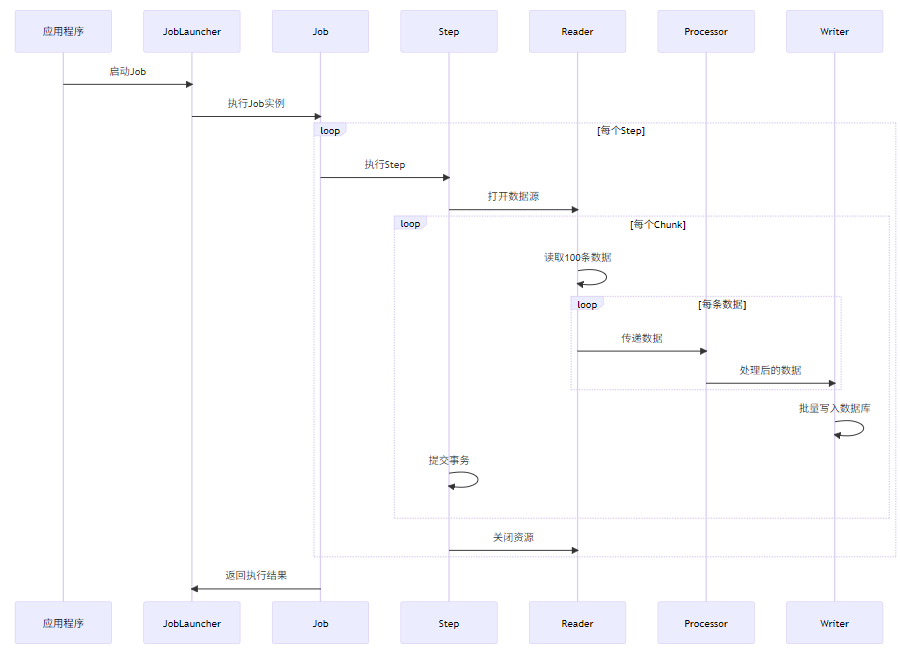 应用程序
JobLauncher
Job
Step
Reader
Processor
Writer
启动Job
执行Job实例
loop
[每个Step]
执行Step
打开数据源
loop
[每个Chunk]
读取100条数据
loop
[每条数据]
传递数据
处理后的数据
批量写入数据库
提交事务
关闭资源
返回执行结果
应用程序
JobLauncher
Job
Step
Reader
Processor
Writer